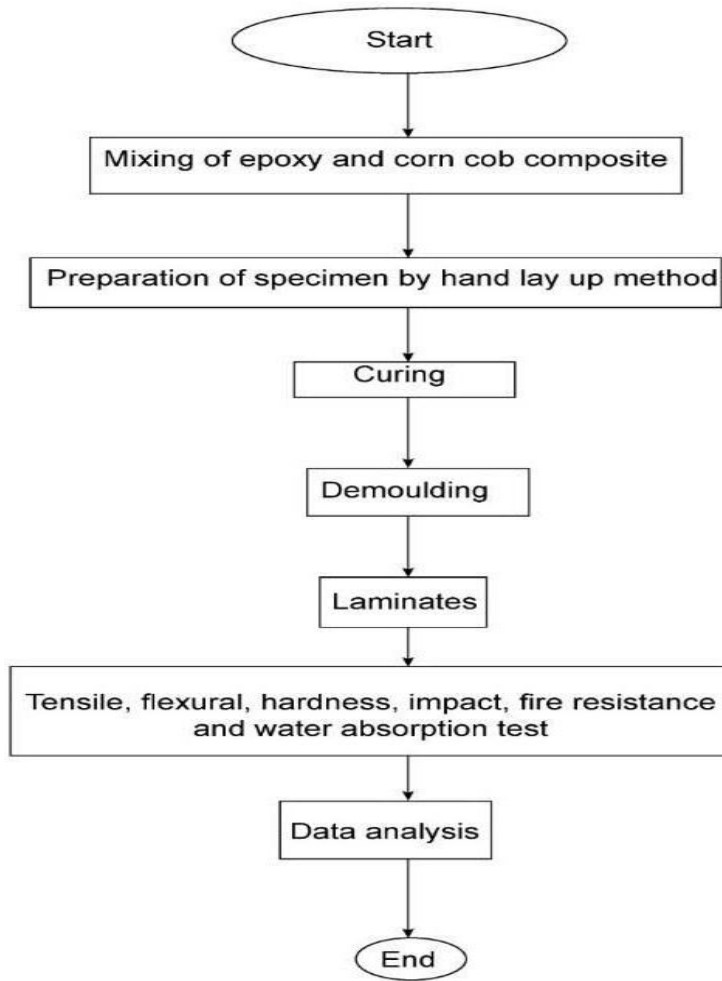 Start
Mixing of epoxy and corn cob composite
Preparation of specimen by hand lay up method
Curing
Demoulding
Laminates
Tensile, flexural, hardness, impact, fire resistance
and water absorption test
Data analysis
End